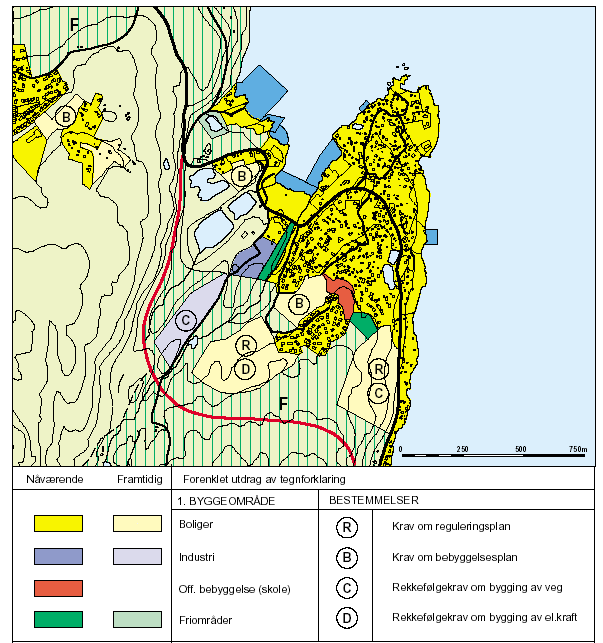 F
B
B
C
B
R
D
R
C
F
0 250 500 750m
Nåværende Framtidig Forenklet utdrag av tegnforklaring
1. BYGGEOMRÅDE BESTEMMELSER
Boliger R Krav om reguleringsplan
Industri B Krav om bebyggelsesplan
Off. bebyggelse (skole) C Rekkefølgekrav om bygging av veg
Friområder D Rekkefølgekrav om bygging av el.kraft